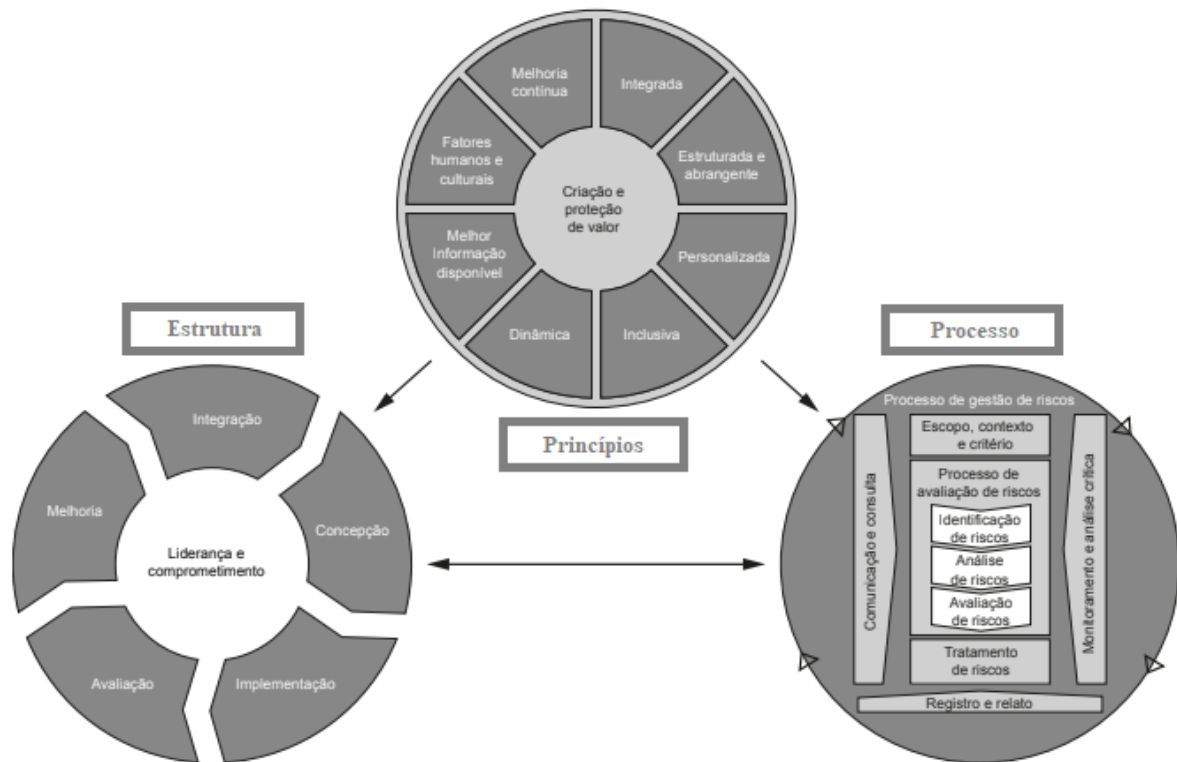 Melhoria
contínua
Integrada
Fatores
humanos e
culturais
Estruturada e
abrangente
Criação e
proteção
de valor
Melhor
Informação
disponível
Personalizada
Dinâmica
Inclusiva
Estrutura
Processo
Princípios
Integração
Melhoria
Concepção
Liderança e
comprometimento
Avaliação
Implementação
Processo de gestão de riscos
Escopo, contexto
e critério
Comunicação e consulta
Processo de
avaliação de riscos
Identificação
de riscos
Análise
de riscos
Avaliação
de riscos
Monitoramento e análise crítica
Tratamento
de riscos
Registro e relato